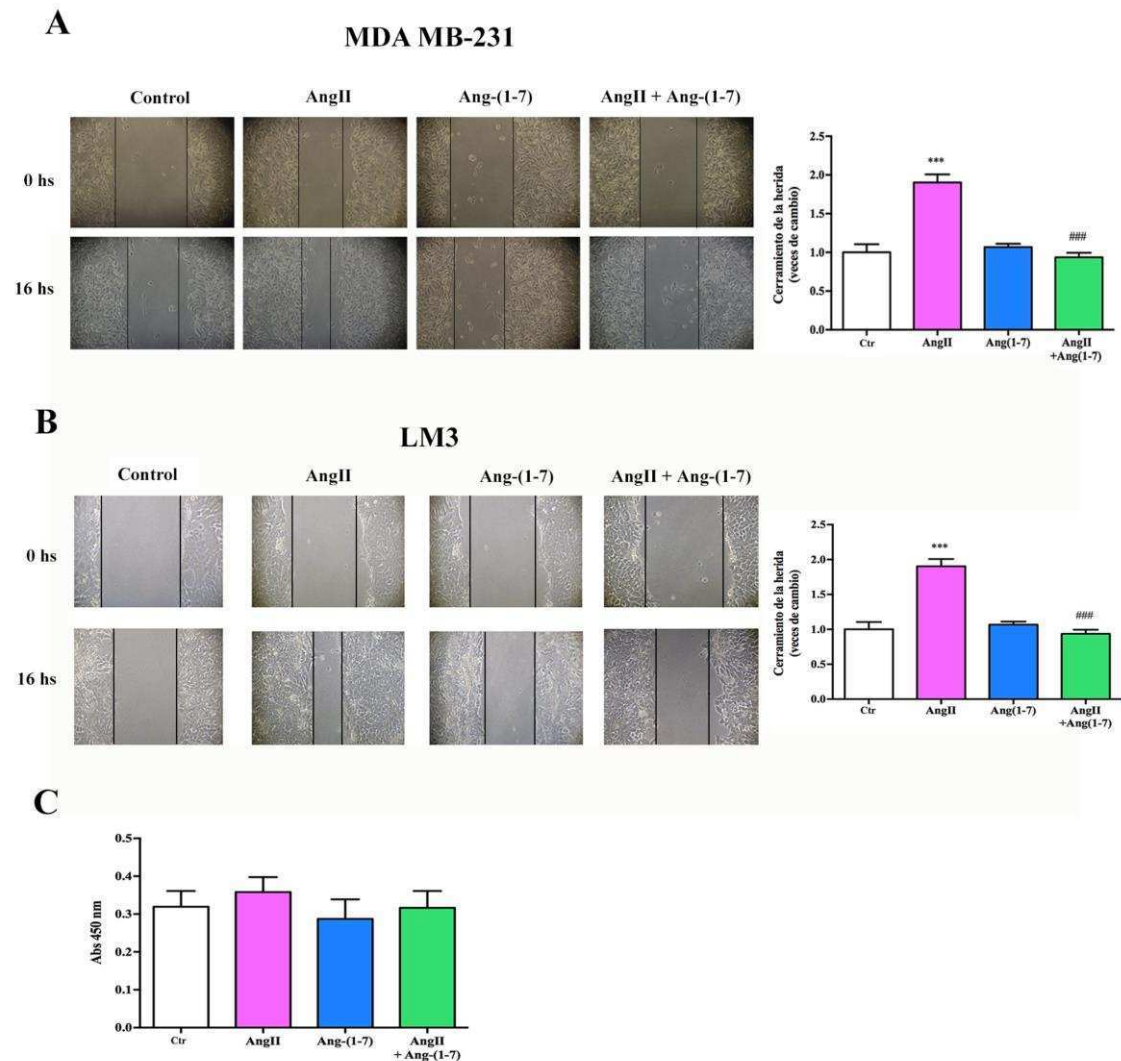 A
MDA MB-231
Control AngII Ang-(1-7) AngII + Ang-(1-7)
0 hs
16 hs
Cerramiento de la herida
(veces de cambio)
2.5
2.0
1.5
1.0
0.5
0.0
***
###
Ctr AngII Ang(1-7) AngII
+Ang(1-7)
B
LM3
Control AngII Ang-(1-7) AngII + Ang-(1-7)
0 hs
16 hs
Cerramiento de la herida
(veces de cambio)
2.5
2.0
1.5
1.0
0.5
0.0
***
###
Ctr AngII Ang(1-7) AngII
+Ang(1-7)
C
Abs 450 nm
0.5
0.4
0.3
0.2
0.1
0.0
Ctr AngII Ang-(1-7) AngII
+ Ang-(1-7)